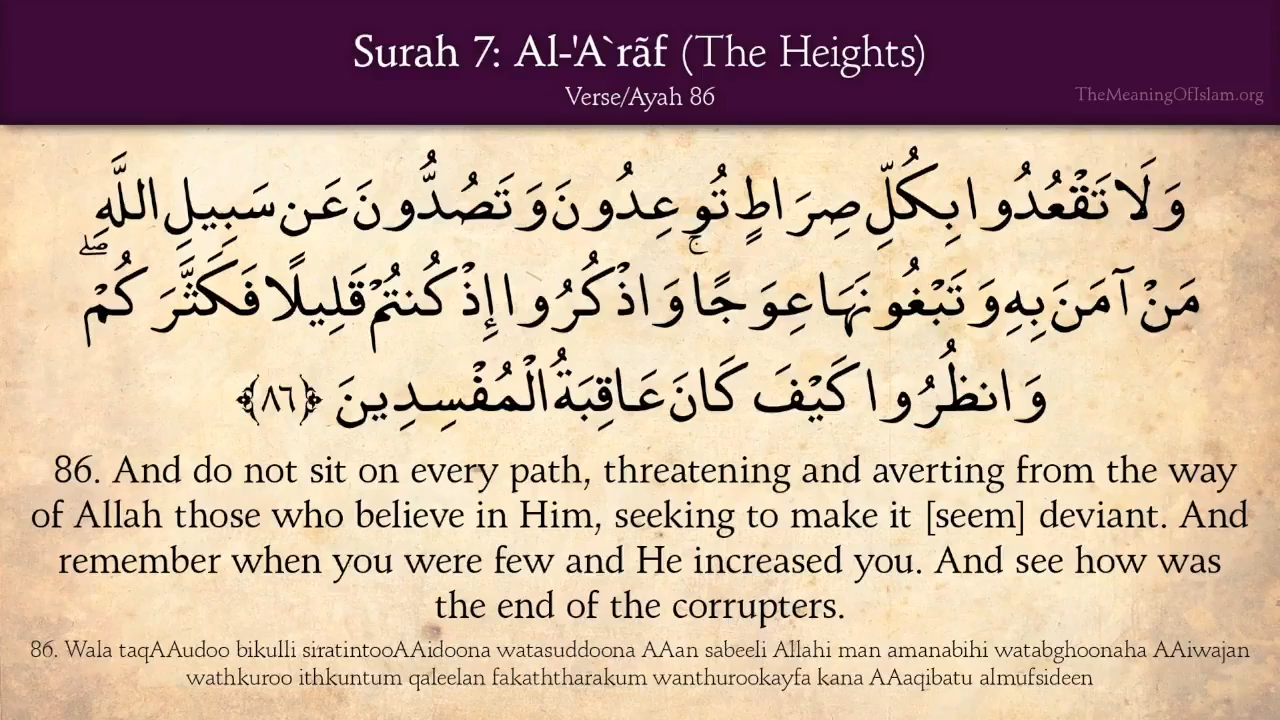 Surah 7: Al-'A`rãf (The Heights)
Verse/Ayah 86
TheMeaningOfIslam.org
وَلَا تَقْعُدُوا بِكُلِّ صِرَاطٍ تُوعِدُونَ وَتَصُدُّونَ عَن سَبِيلِ اللَّهِ
مَنْ آمَنَ بِهِ وَتَبْغُونَهَا عِوَجًا ۚ وَاذْكُرُوا إِذْ كُنتُمْ قَلِيلًا فَكَثَّرَكُمْ ۖ
وَانظُرُوا كَيْفَ كَانَ عَاقِبَةُ الْمُفْسِدِينَ ﴿٨٦﴾
86. And do not sit on every path, threatening and averting from the way
of Allah those who believe in Him, seeking to make it [seem] deviant. And
remember when you were few and He increased you. And see how was
the end of the corrupters.
86. Wala taqAAudoo bikulli siratintooAAidoona watasuddoona AAan sabeeli Allahi man amanabihi watabghoonaha AAiwajan
wathkuroo ithkuntum qaleelan fakaththarakum wanthurookayfa kana AAaqibatu almufsideen